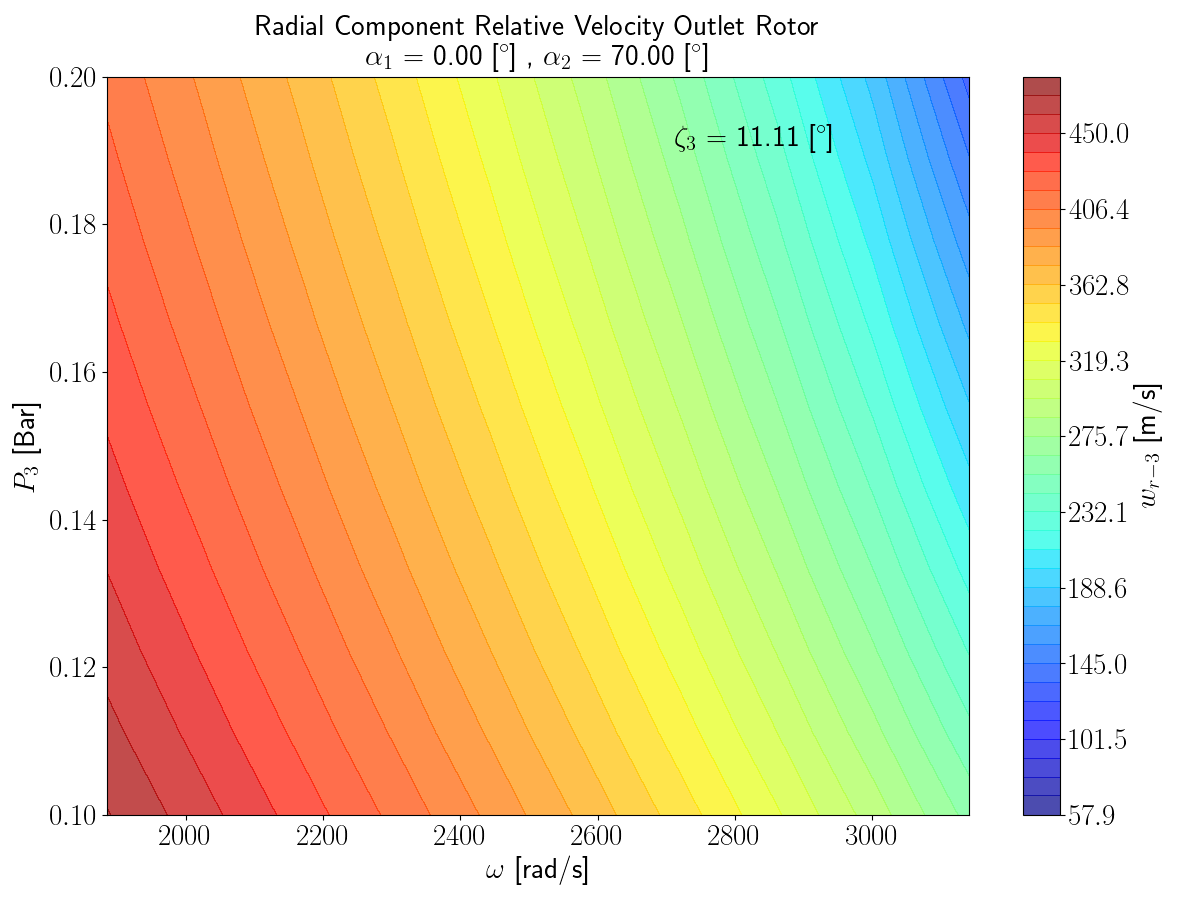 Radial Component Relative Velocity Outlet Rotor
α₁ = 0.00 [°] , α₂ = 70.00 [°]
ζ₃ = 11.11 [°]
0.20
0.18
0.16
0.14
0.12
0.10
P₃ [Bar]
2000 2200 2400 2600 2800 3000
ω [rad/s]
450.0
406.4
362.8
319.3
275.7
232.1
188.6
145.0
101.5
57.9
w_{r−3} [m/s]